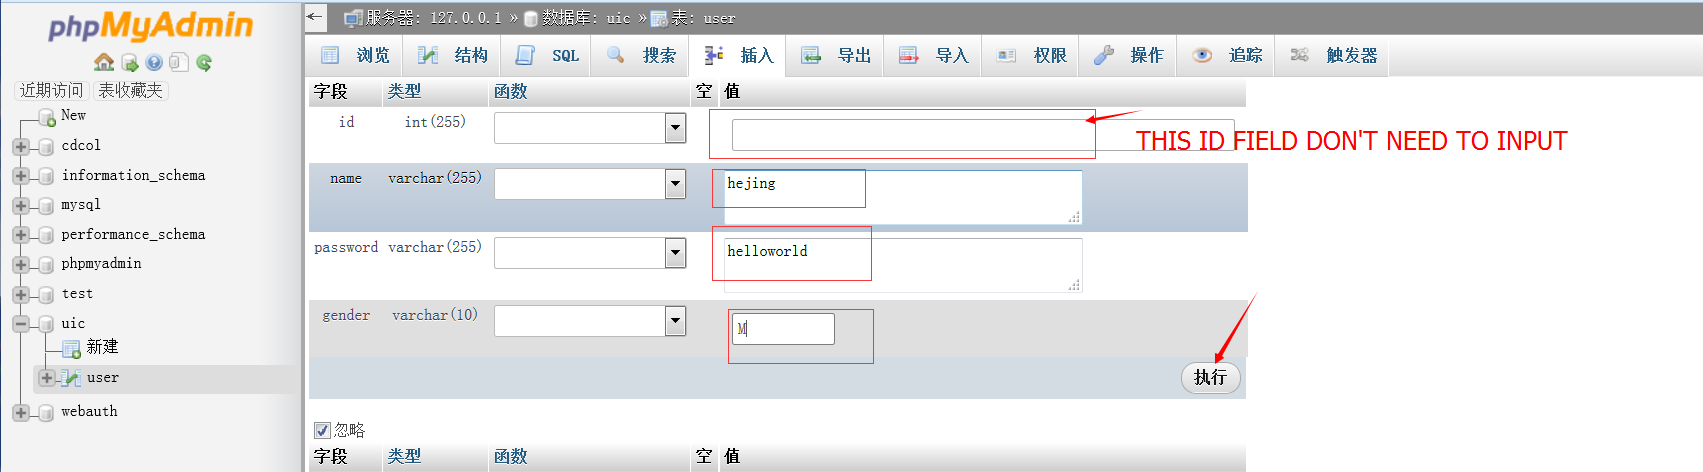 phpMyAdmin
近期访问 表收藏夹
New
cdcol
information_schema
mysql
performance_schema
phpmyadmin
test
uic
新建
user
webauth
服务器: 127.0.0.1 » 数据库: uic » 表: user
浏览 结构 SQL 搜索 插入 导出 导入 权限 操作 追踪 触发器
字段 类型 函数 空 值
id int(255)
THIS ID FIELD DON'T NEED TO INPUT
name varchar(255) hejing
password varchar(255) helloworld
gender varchar(10) M
执行
忽略
字段 类型 函数 空 值